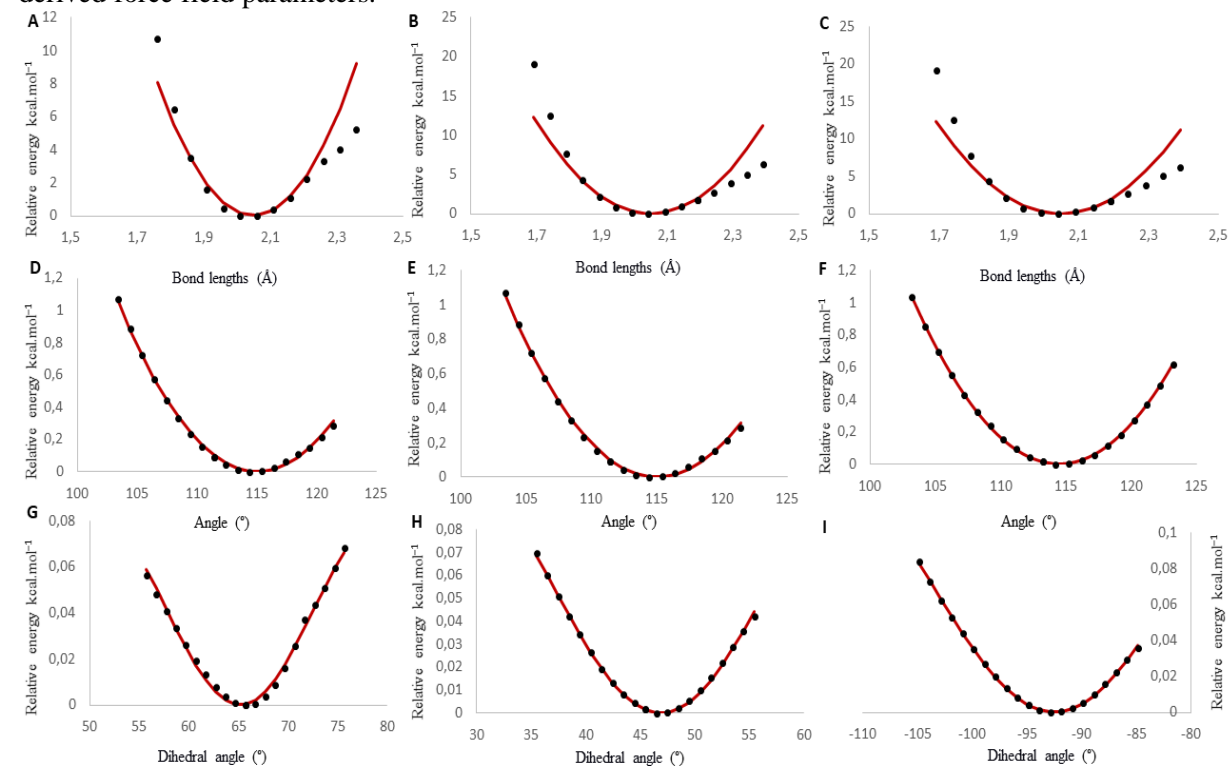 derived force field parameters.
A
Relative energy kcal.mol⁻¹
12
10
8
6
4
2
0
1,5 1,7 1,9 2,1 2,3 2,5
Bond lengths (Å)
B
Relative energy kcal.mol⁻¹
25
20
15
10
5
0
1,5 1,7 1,9 2,1 2,3 2,5
Bond lengths (Å)
C
Relative energy kcal.mol⁻¹
25
20
15
10
5
0
1,5 1,7 1,9 2,1 2,3 2,5
Bond lengths (Å)
D
Relative energy kcal.mol⁻¹
1,2
1
0,8
0,6
0,4
0,2
0
100 105 110 115 120 125
Angle (°)
E
Relative energy kcal.mol⁻¹
1,2
1
0,8
0,6
0,4
0,2
0
100 105 110 115 120 125
Angle (°)
F
Relative energy kcal.mol⁻¹
1,2
1
0,8
0,6
0,4
0,2
0
100 105 110 115 120 125
Angle (°)
G
Relative energy kcal.mol⁻¹
0,08
0,06
0,04
0,02
0
50 60 70 80
Dihedral angle (°)
H
Relative energy kcal.mol⁻¹
0,08
0,07
0,06
0,05
0,04
0,03
0,02
0,01
0
30 35 40 45 50 55 60
Dihedral angle (°)
I
0,1
0,08
0,06
0,04
0,02
0
Relative energy kcal.mol⁻¹
-110 -105 -100 -95 -90 -85 -80
Dihedral angle (°)